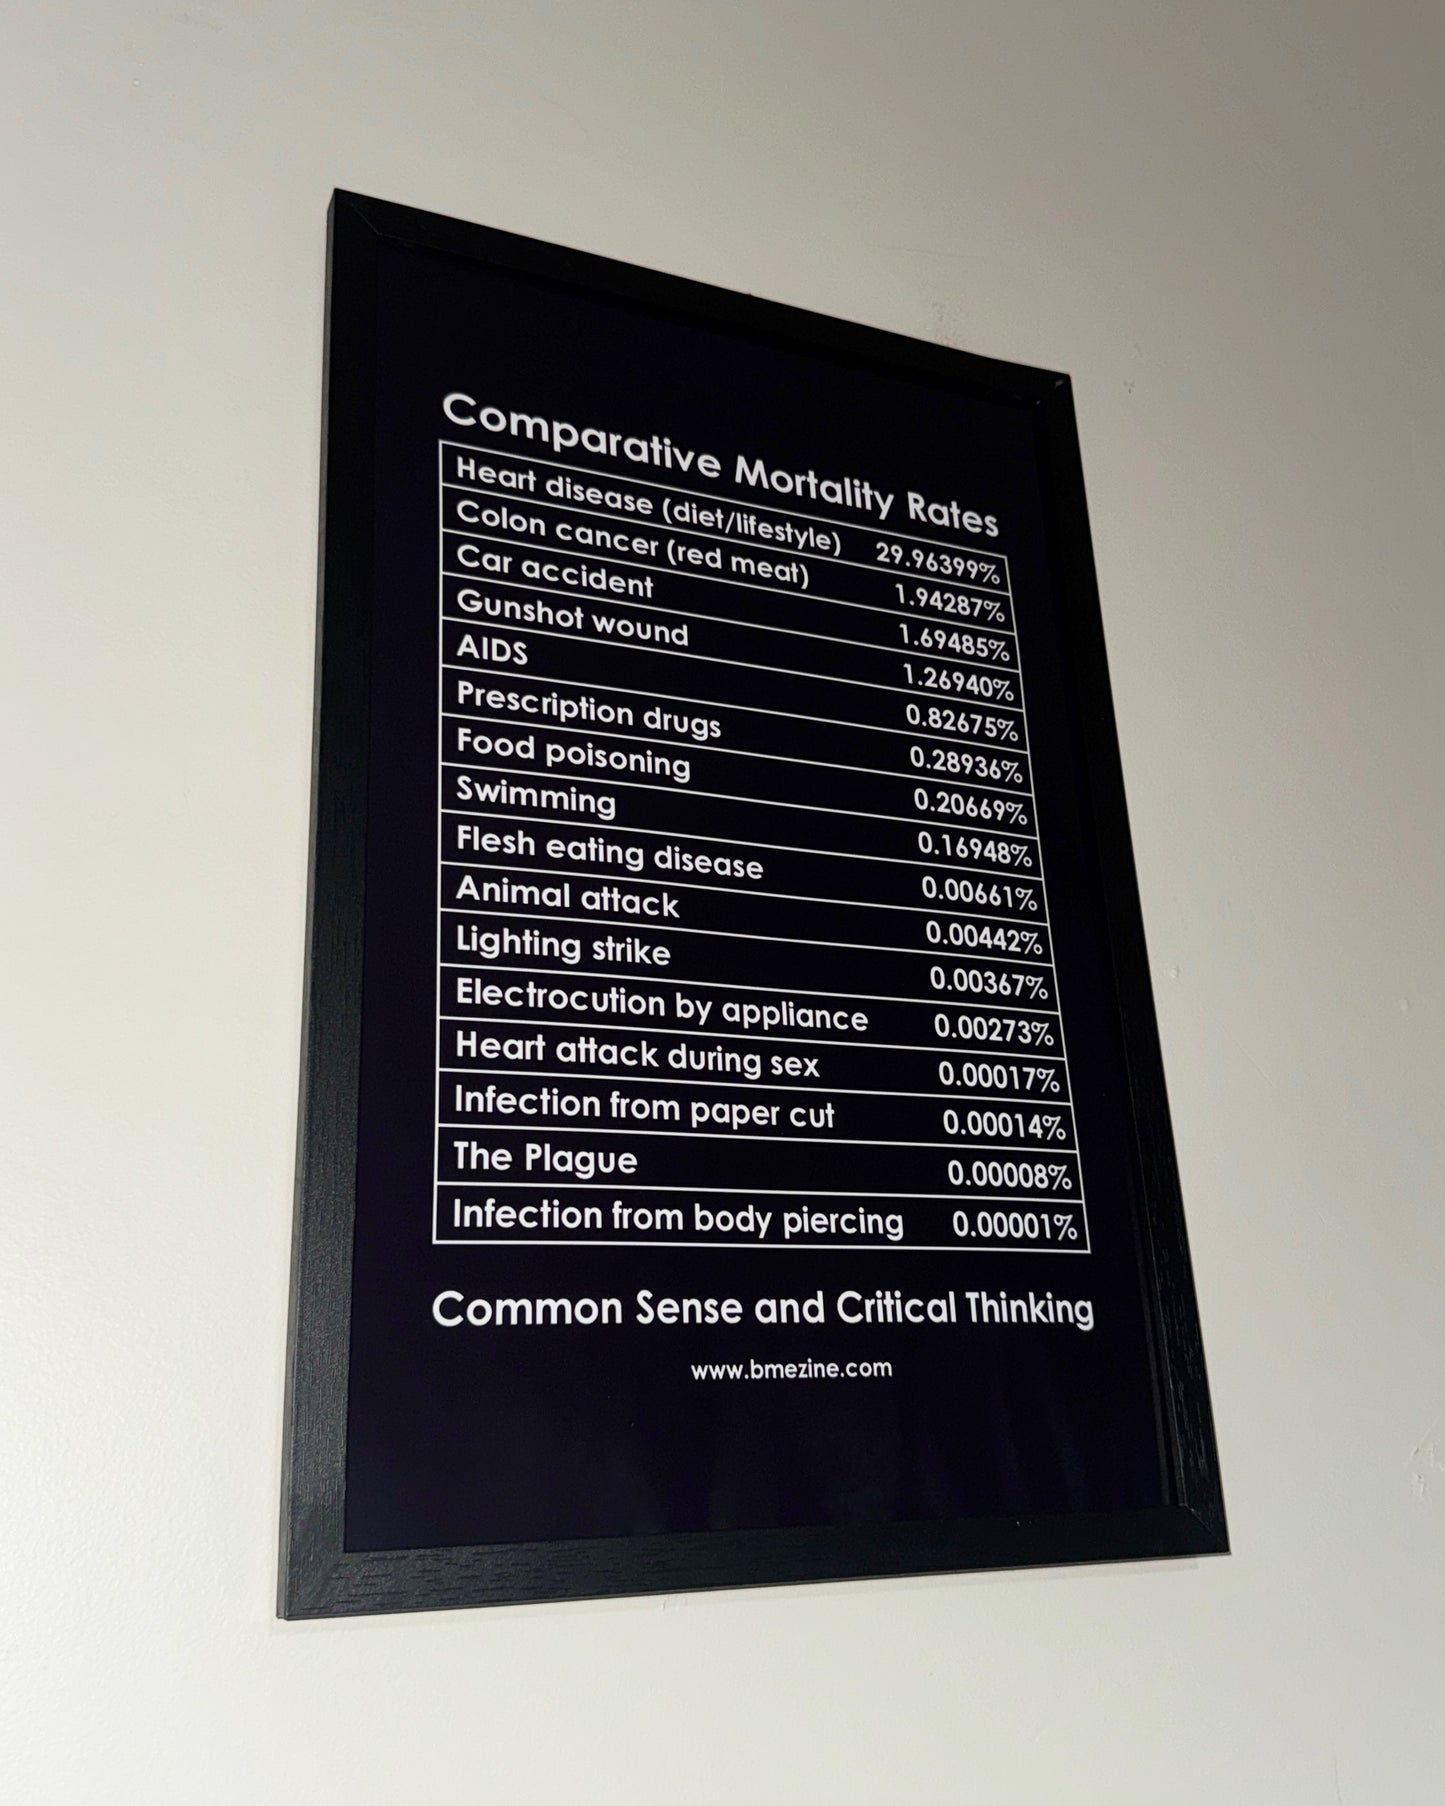 Comparative Mortality Rates
Heart disease (diet/lifestyle) 29.96399%
Colon cancer (red meat) 1.94287%
Car accident 1.69485%
Gunshot wound 1.26940%
AIDS 0.82675%
Prescription drugs 0.28936%
Food poisoning 0.20669%
Swimming 0.16948%
Flesh eating disease 0.00661%
Animal attack 0.00442%
Lighting strike 0.00367%
Electrocution by appliance 0.00273%
Heart attack during sex 0.00017%
Infection from paper cut 0.00014%
The Plague 0.00008%
Infection from body piercing 0.00001%
Common Sense and Critical Thinking
www.bmezine.com